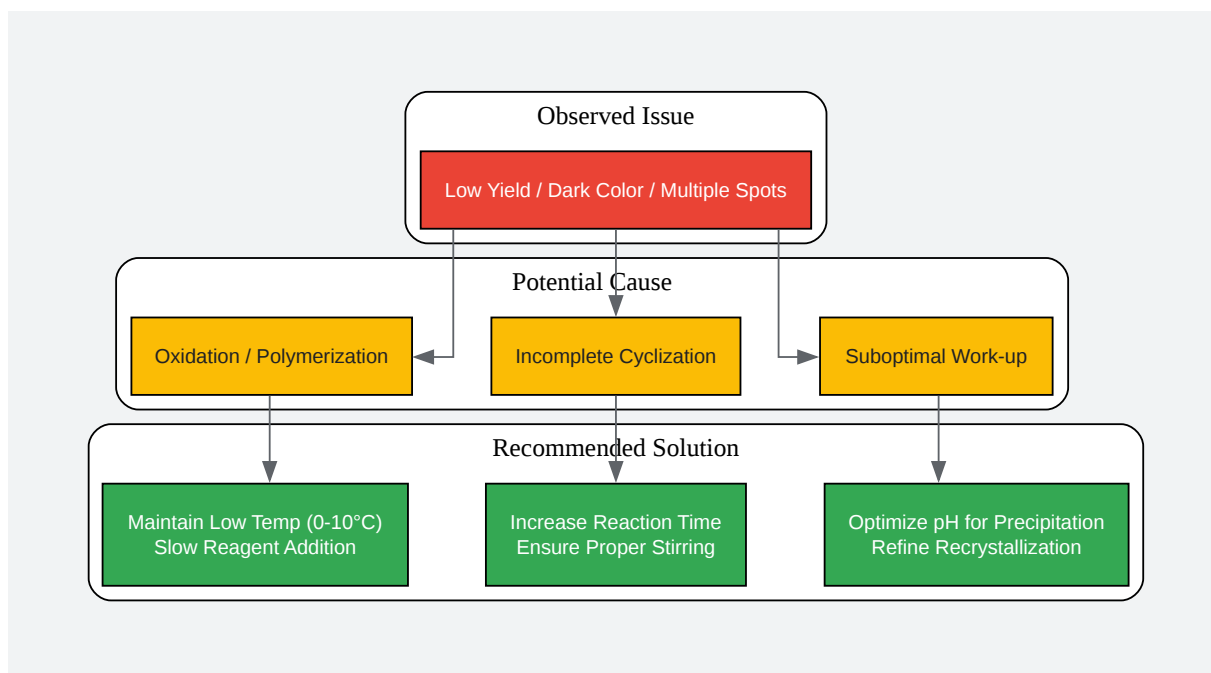 Observed Issue
Low Yield / Dark Color / Multiple Spots
Potential Cause
Oxidation / Polymerization
Incomplete Cyclization
Suboptimal Work-up
Recommended Solution
Maintain Low Temp (0-10°C)
Slow Reagent Addition
Increase Reaction Time
Ensure Proper Stirring
Optimize pH for Precipitation
Refine Recrystallization